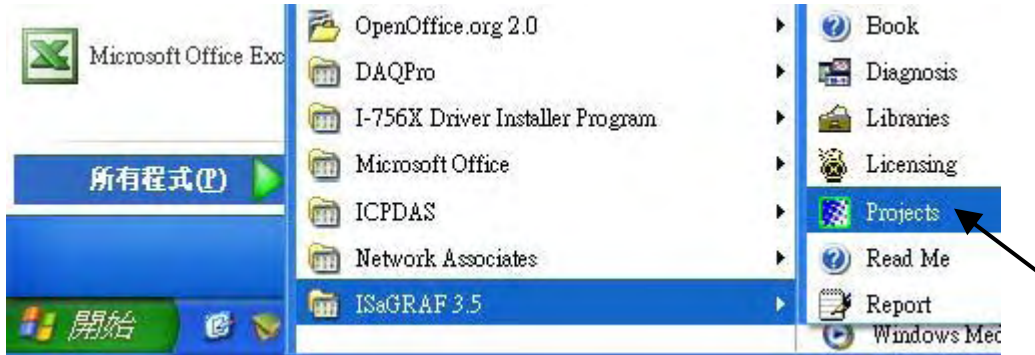 Microsoft Office Exc
所有程式(P)
開始
OpenOffice.org 2.0
DAQPro
I-756X Driver Installer Program
Microsoft Office
ICPDAS
Network Associates
ISaGRAF 3.5
Book
Diagnosis
Libraries
Licensing
Projects
Read Me
Report
Windows Med